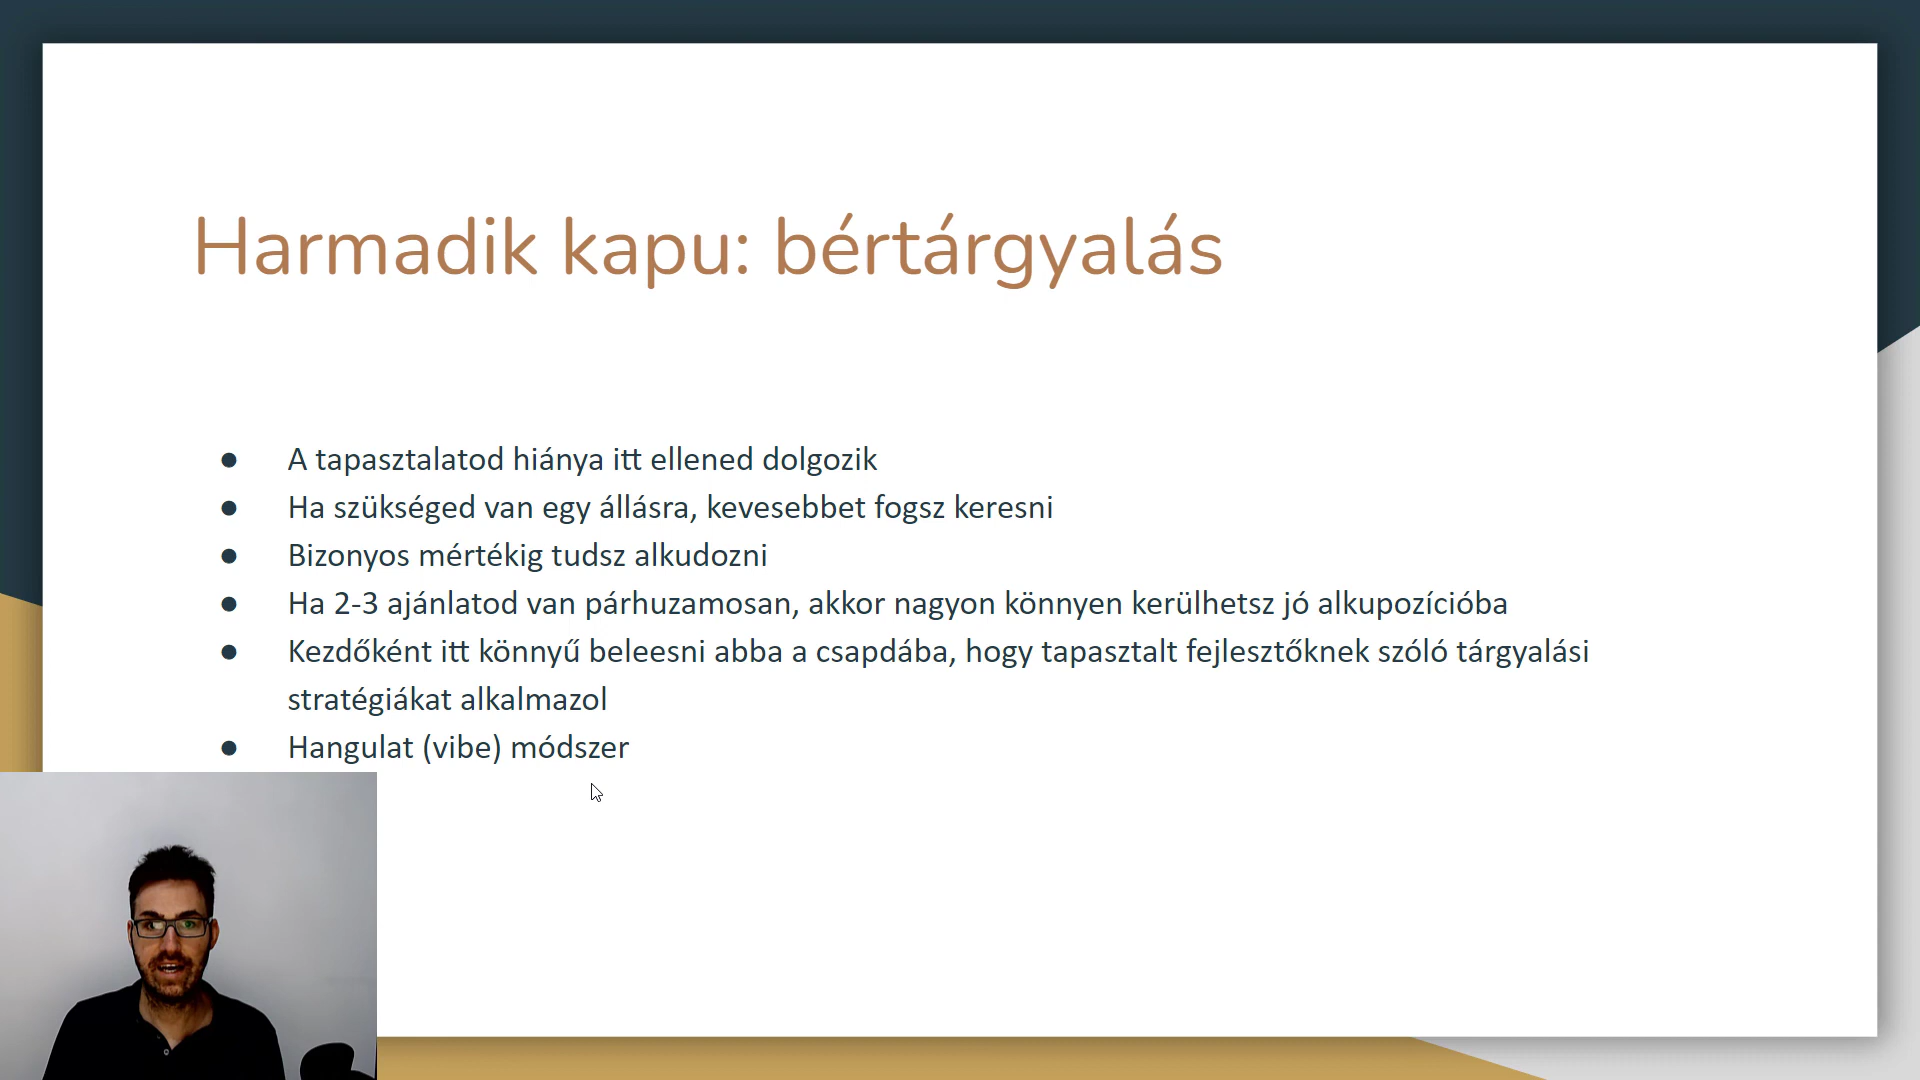 Harmadik kapu: bértárgyalás
● A tapasztalatod hiánya itt ellened dolgozik
● Ha szükséged van egy állásra, kevesebbet fogsz keresni
● Bizonyos mértékig tudsz alkudozni
● Ha 2-3 ajánlatod van párhuzamosan, akkor nagyon könnyen kerülhetsz jó alkupozícióba
● Kezdőként itt könnyű beleesni abba a csapdába, hogy tapasztalt fejlesztőknek szóló tárgyalási
stratégiákat alkalmazol
● Hangulat (vibe) módszer